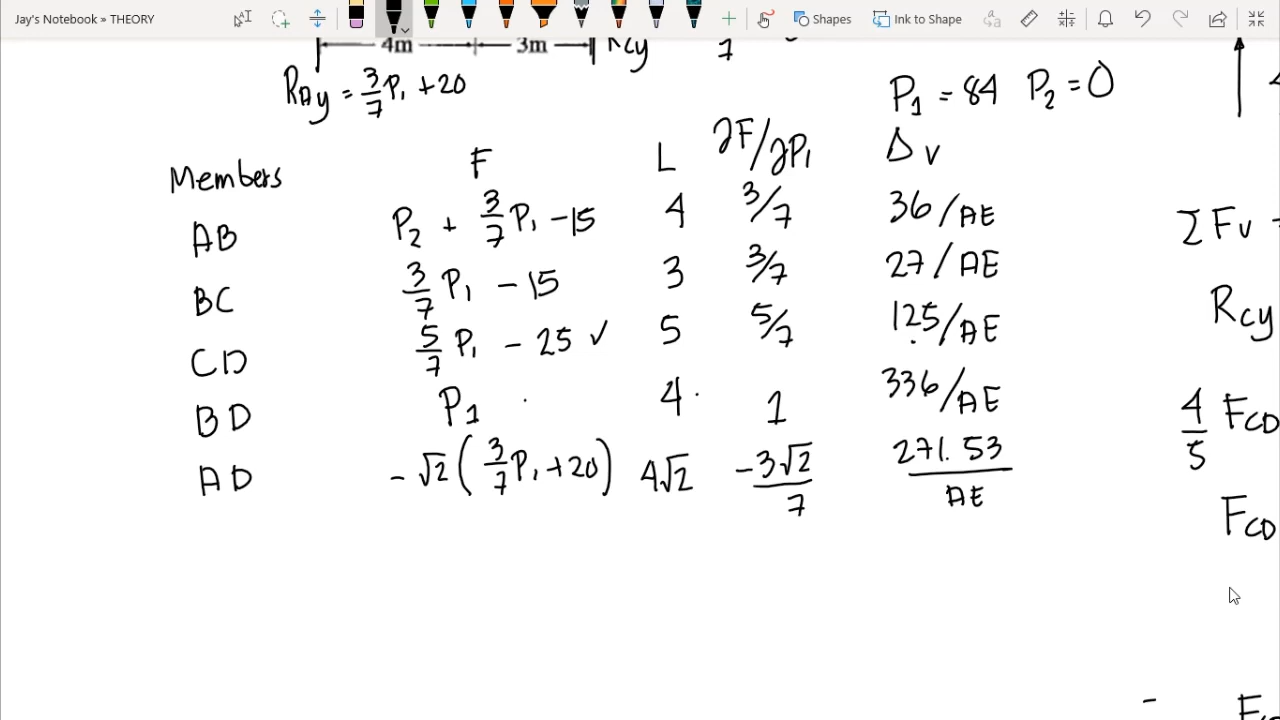 Jay's Notebook » THEORY
Shapes
Ink to Shape
4m 3m Rcy 7
RAy = 3/7 P1 + 20
P1 = 84 P2 = 0
Members F L ∂F/∂P1 Δv
AB P2 + 3/7 P1 - 15 4 3/7 36/AE
ΣFv
BC 3/7 P1 - 15 3 3/7 27/AE
Rcy
CD 5/7 P1 - 25 ✓ 5 5/7 125/AE
BD P1 4 1 336/AE
4/5 FCD
AD - √2 (3/7 P1 + 20) 4√2 -3√2/7 271.53/AE
FCD
-